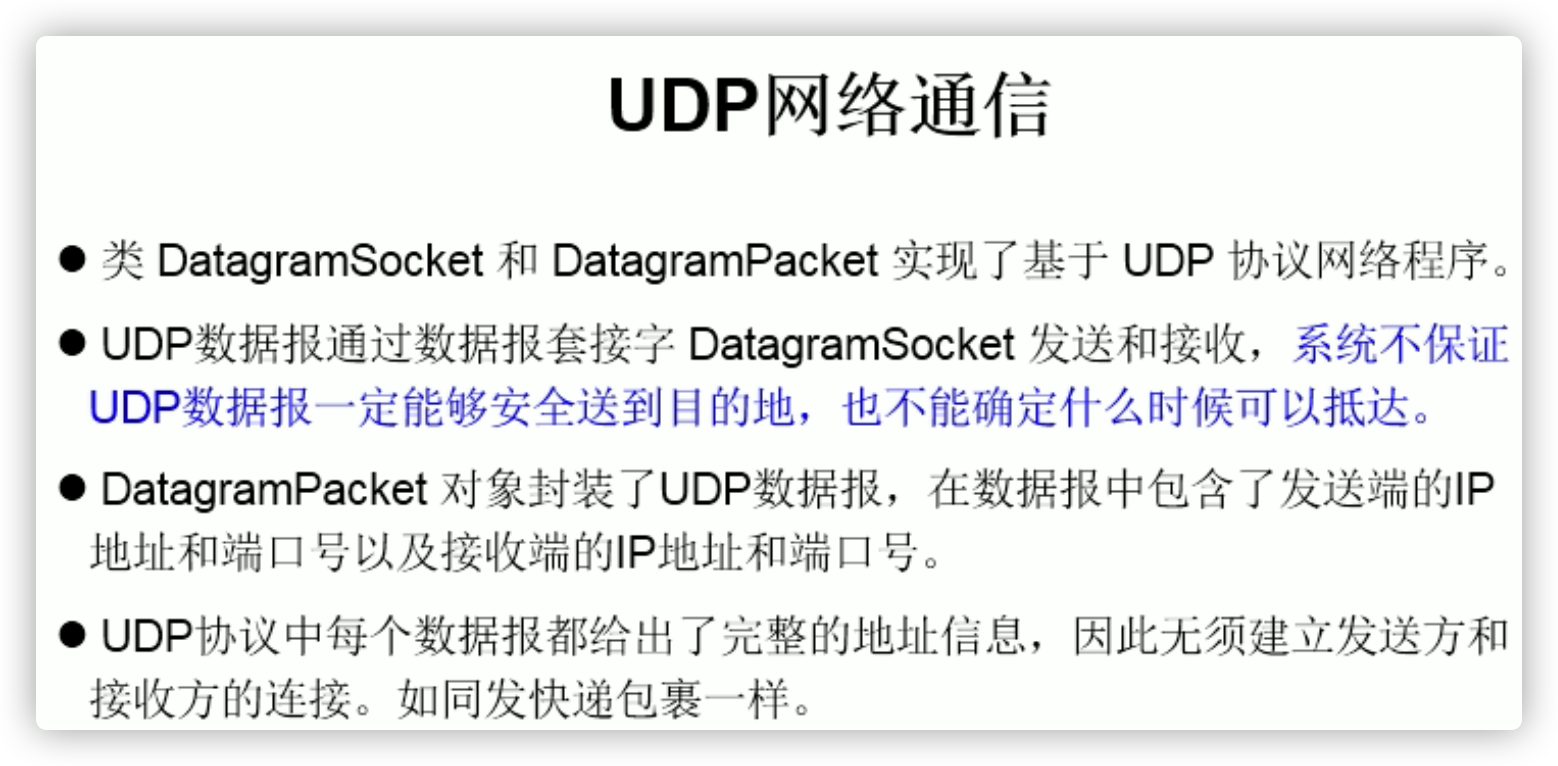 UDP网络通信
● 类 DatagramSocket 和 DatagramPacket 实现了基于 UDP 协议网络程序。
● UDP数据报通过数据报套接字 DatagramSocket 发送和接收，系统不保证
UDP数据报一定能够安全送到目的地，也不能确定什么时候可以抵达。
● DatagramPacket 对象封装了UDP数据报，在数据报中包含了发送端的IP
地址和端口号以及接收端的IP地址和端口号。
● UDP协议中每个数据报都给出了完整的地址信息，因此无须建立发送方和
接收方的连接。如同发快递包裹一样。